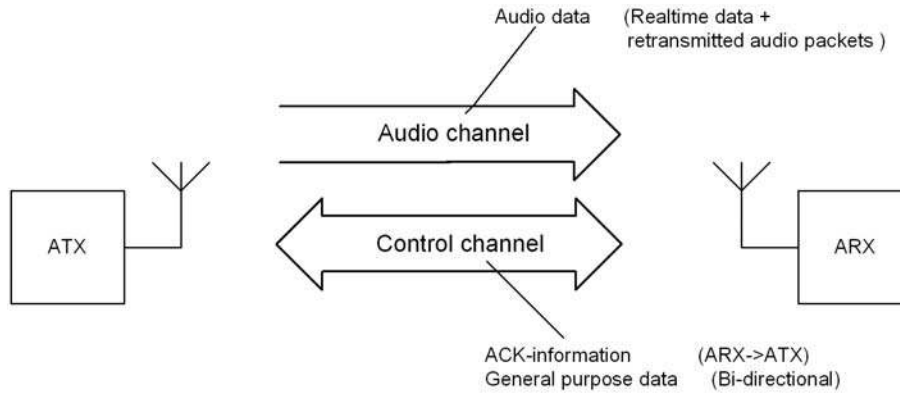 Audio data (Realtime data +
retransmitted audio packets )
Audio channel
ATX
Control channel
ARX
ACK-information (ARX->ATX)
General purpose data (Bi-directional)